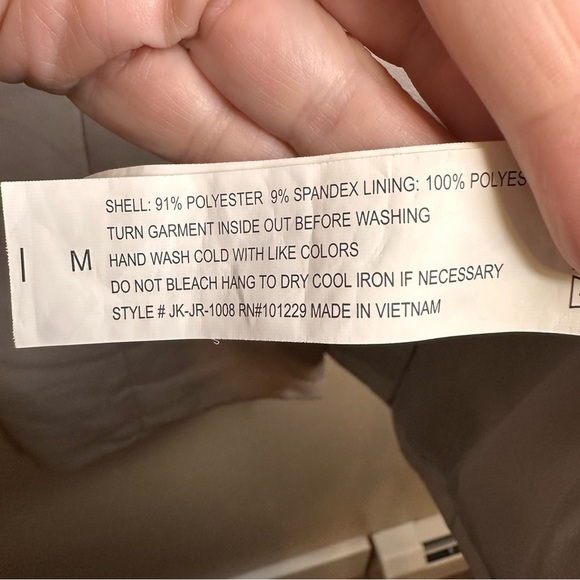 SHELL: 91% POLYESTER 9% SPANDEX LINING: 100% POLYES
TURN GARMENT INSIDE OUT BEFORE WASHING
M HAND WASH COLD WITH LIKE COLORS
DO NOT BLEACH HANG TO DRY COOL IRON IF NECESSARY
STYLE # JK-JR-1008 RN#101229 MADE IN VIETNAM